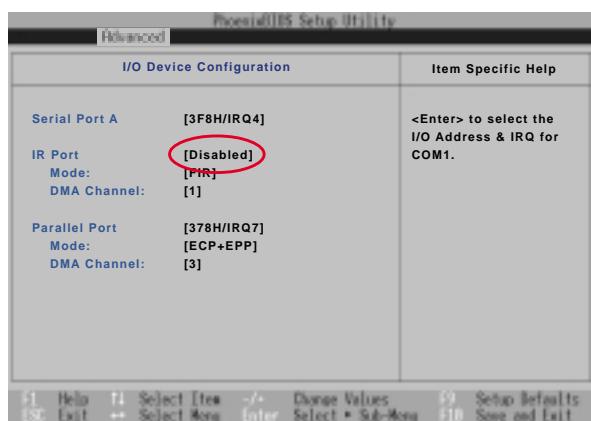 PhoenixBIOS Setup Utility
Advanced
I/O Device Configuration
Item Specific Help
Serial Port A [3F8H/IRQ4]
IR Port [Disabled]
Mode: [FIR]
DMA Channel: [1]
Parallel Port [378H/IRQ7]
Mode: [ECP+EPP]
DMA Channel: [3]
<Enter> to select the
I/O Address & IRQ for
COM1.
F1 Help ↑↓ Select Item -/+ Change Values F9 Setup Defaults
ESC Exit ↔ Select Menu Enter Select ▸ Sub-Menu F10 Save and Exit